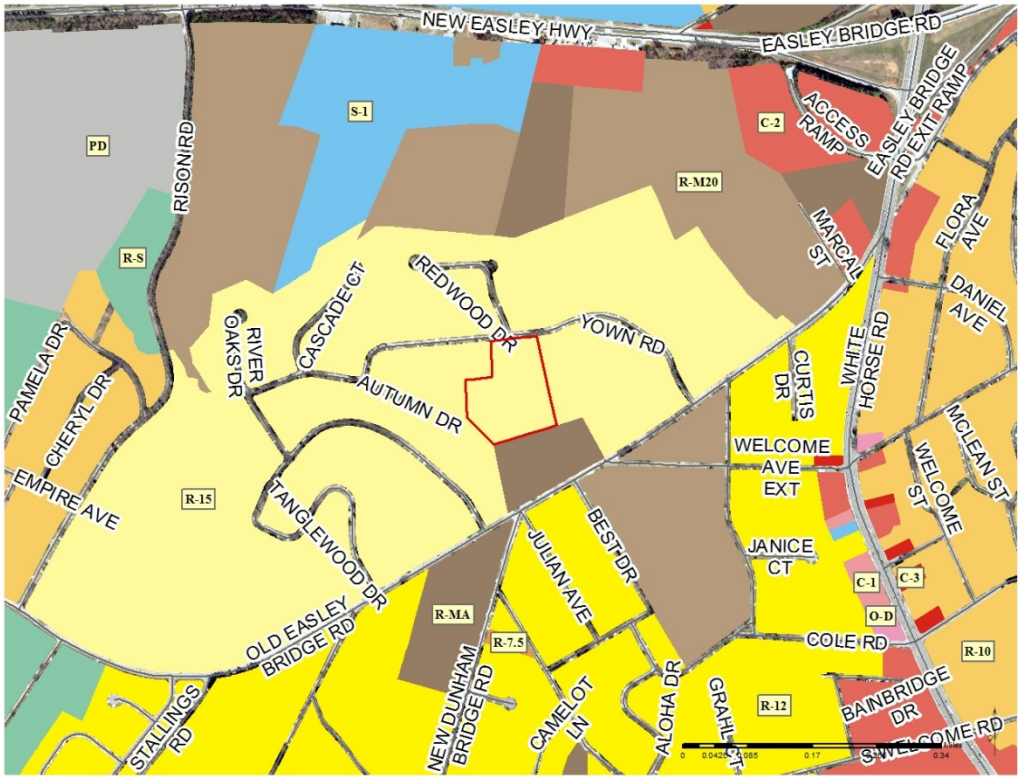 NEW EASLEY HWY
EASLEY BRIDGE RD
S-1
ACCESS
RAMP
EASLEY BRIDGE
RD EXIT RAMP
C-2
PD
RISON RD
R-M20
FLORA
AVE
MARCAL
ST
R-S
REDWOOD DR
CASCADE CT
DANIEL
AVE
YOWN RD
RIVER
OAKS DR
WHITE
HORSE RD
PAMELA DR
CHERYL DR
AUTUMN DR
CURTIS
DR
MCLEAN ST
WELCOME
AVE
EXT
WELCOME
ST
EMPIRE AVE
R-15
TANGLEWOOD DR
BEST DR
JULIAN AVE
JANICE
CT
C-1
C-3
OLD EASLEY
BRIDGE RD
R-MA
O-D
R-7.5
COLE RD
R-10
NEW DUNHAM
BRIDGE RD
STALLINGS
RD
CAMELOT
LN
ALOHA DR
GRAHL CT
R-12
BAINBRIDGE
DR
S WELCOME RD
0 0.0425 0.085 0.17 0.34